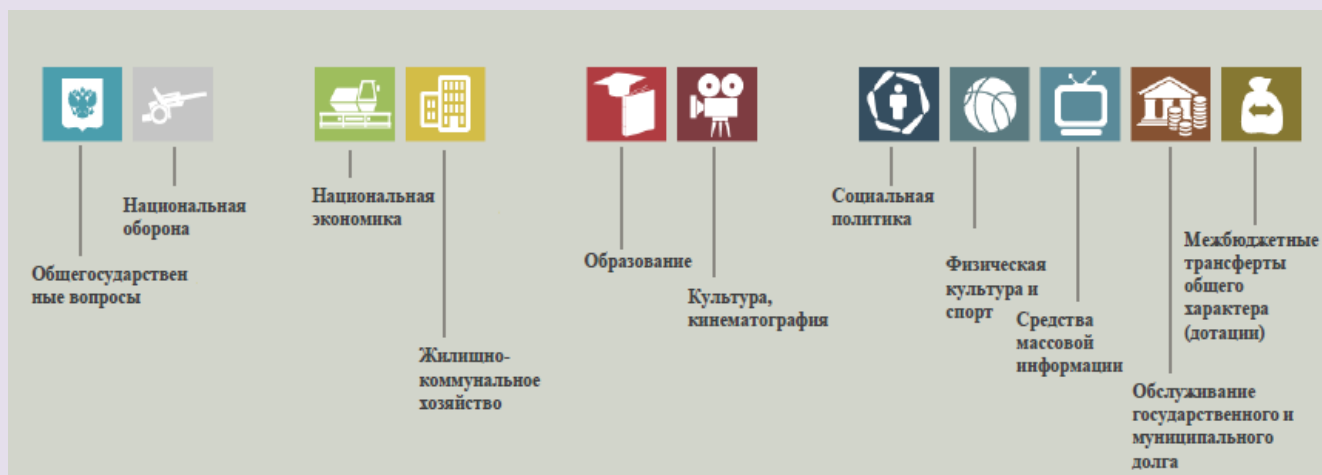 Общегосударствен
ные вопросы
Национальная
оборона
Национальная
экономика
Жилищно-
коммунальное
хозяйство
Образование
Культура,
кинематография
Социальная
политика
Физическая
культура и
спорт
Средства
массовой
информации
Обслуживание
государственного и
муниципального
долга
Межбюджетные
трансферты
общего
характера
(дотации)